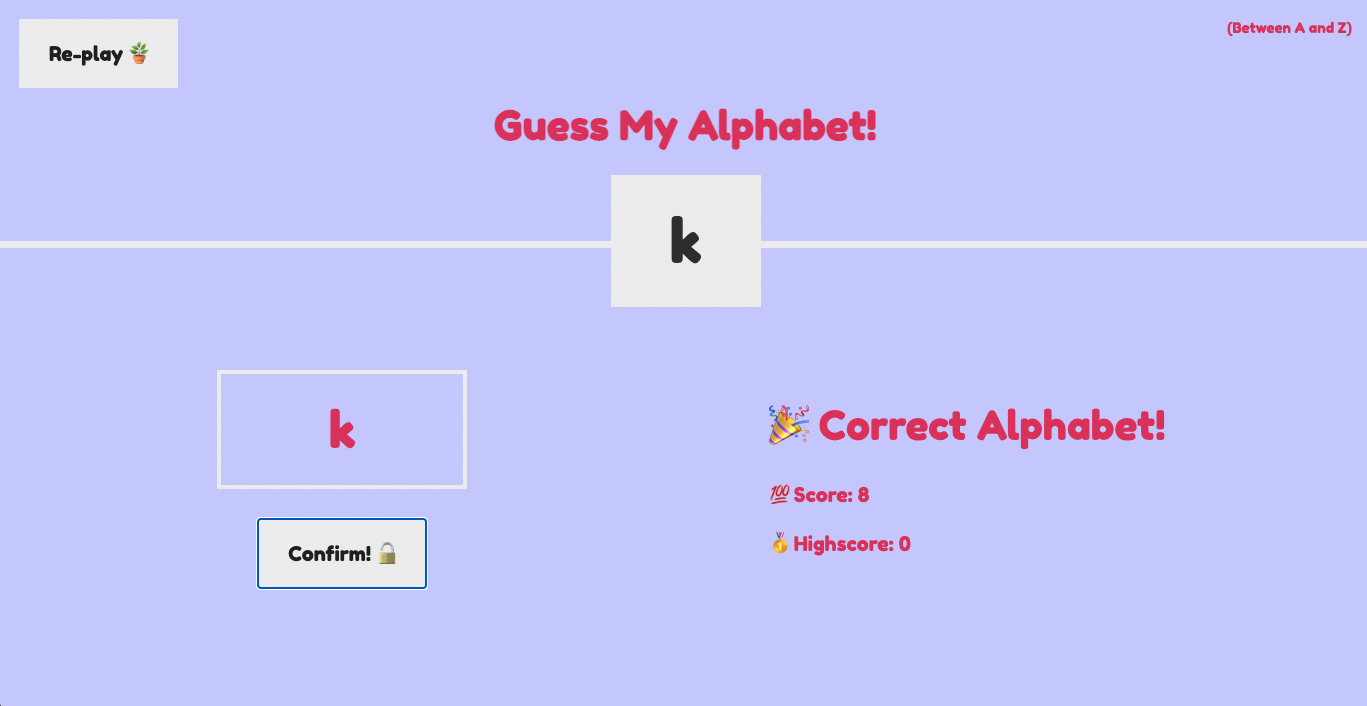 Re-play 🪴
(Between A and Z)
Guess My Alphabet!
k
k
Confirm! 🔓
🎉 Correct Alphabet!
💯 Score: 8
🏅 Highscore: 0